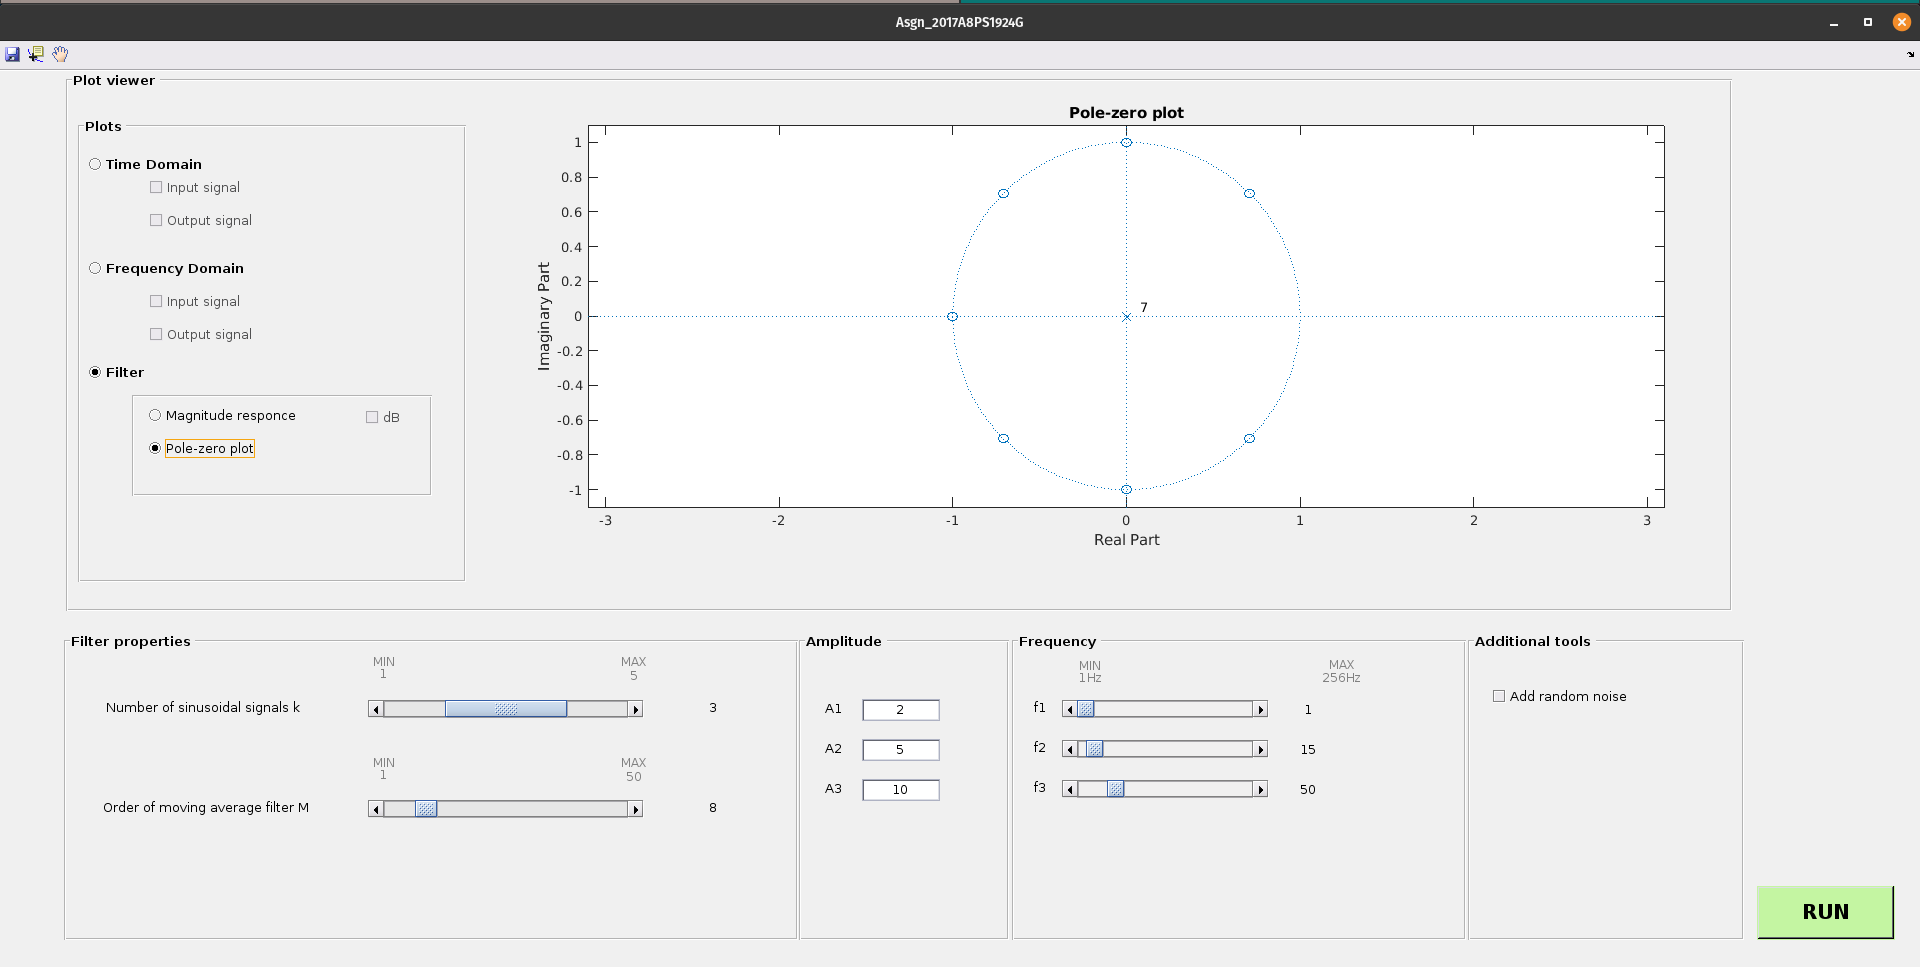 Asgn_2017A8PS1924G
Plot viewer
Plots
Time Domain
Input signal
Output signal
Frequency Domain
Input signal
Output signal
Filter
Magnitude responce
dB
Pole-zero plot
Pole-zero plot
Imaginary Part
1
0.8
0.6
0.4
0.2
0
-0.2
-0.4
-0.6
-0.8
-1
7
-3 -2 -1 0 1 2 3
Real Part
Filter properties
MIN MAX
1 5
Number of sinusoidal signals k 3
MIN MAX
1 50
Order of moving average filter M 8
Amplitude
A1 2
A2 5
A3 10
Frequency
MIN MAX
1Hz 256Hz
f1 1
f2 15
f3 50
Additional tools
Add random noise
RUN